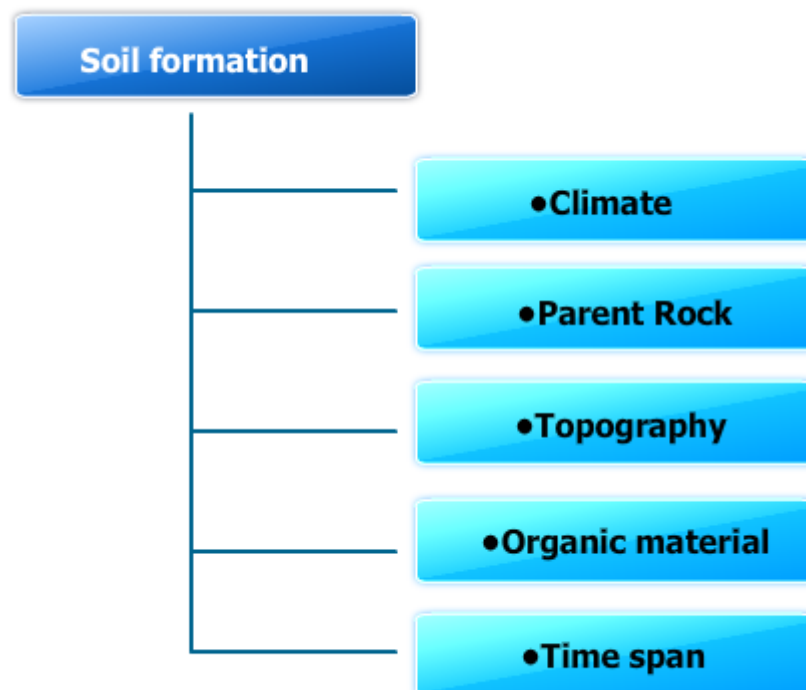 Soil formation
•Climate
•Parent Rock
•Topography
•Organic material
•Time span